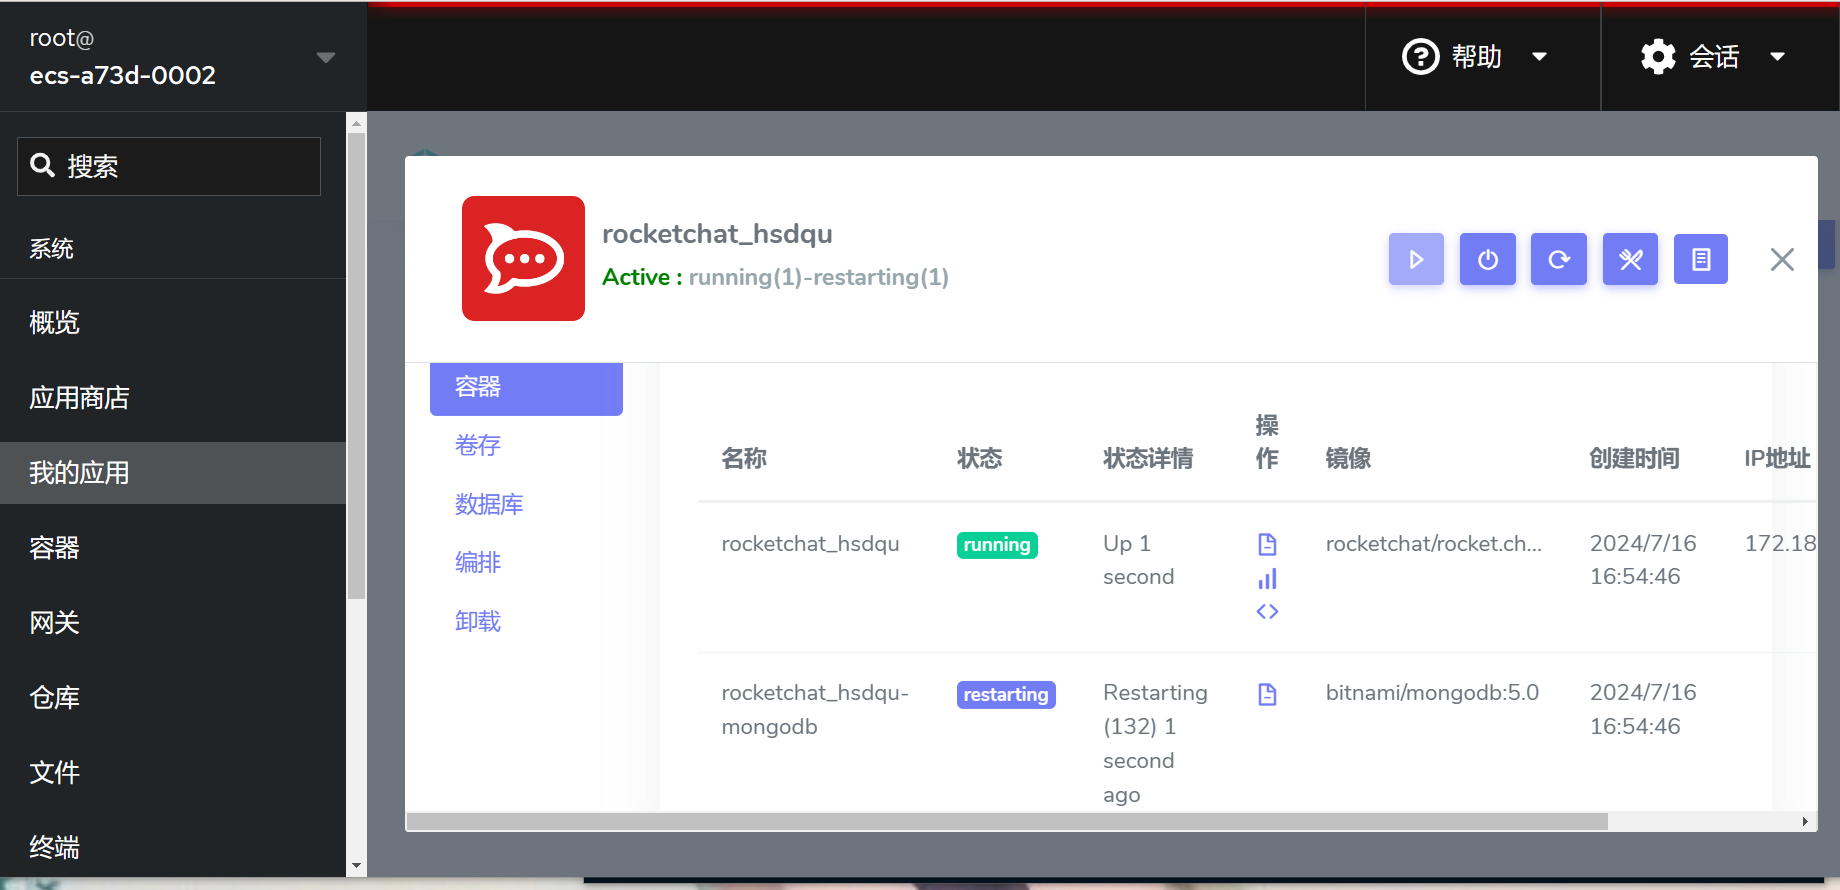 root@
ecs-a73d-0002
帮助
会话
搜索
系统
概览
应用商店
我的应用
容器
网关
仓库
文件
终端
rocketchat_hsdqu
Active : running(1)-restarting(1)
容器
卷存
数据库
编排
卸载
名称 状态 状态详情 操作 镜像 创建时间 IP地址
rocketchat_hsdqu running Up 1 second rocketchat/rocket.ch... 2024/7/16 16:54:46 172.18
rocketchat_hsdqu-mongodb restarting Restarting (132) 1 second ago bitnami/mongodb:5.0 2024/7/16 16:54:46